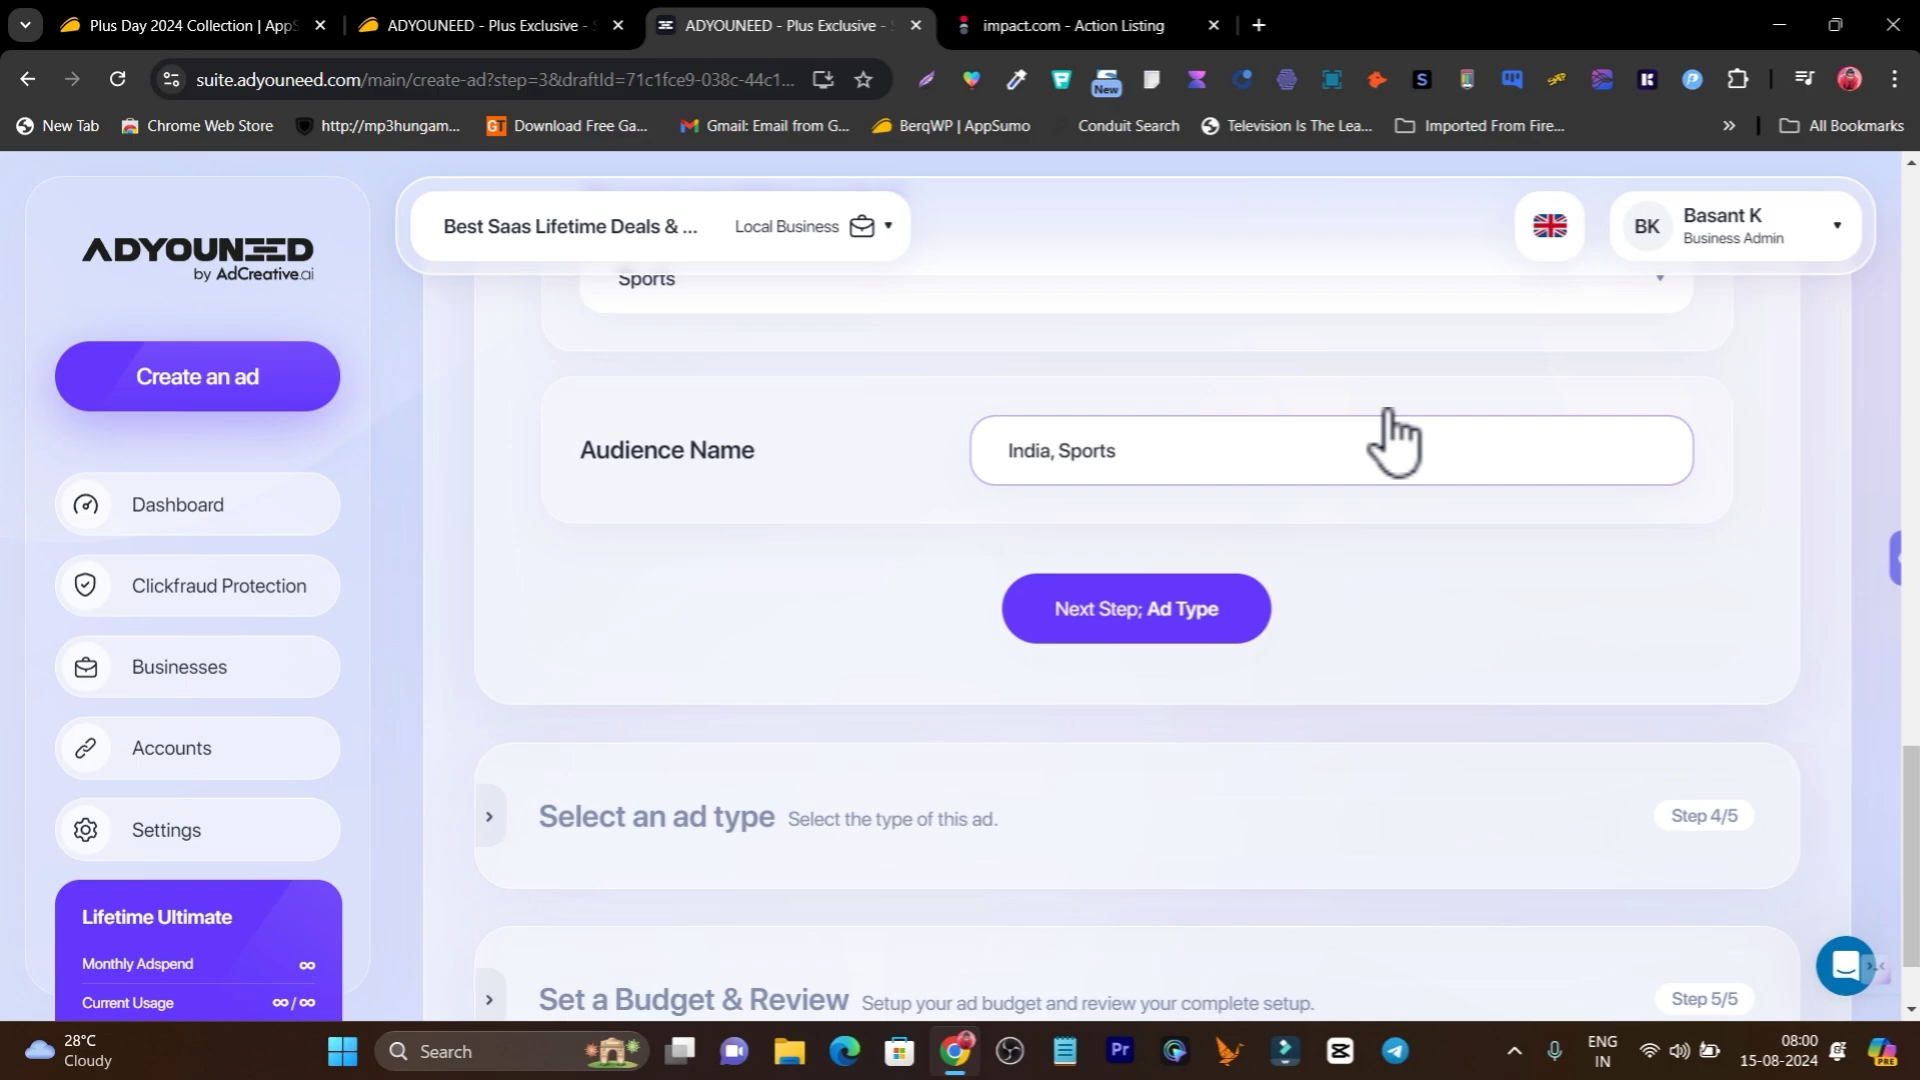 Plus Day 2024 Collection | AppS
ADYOUNEED - Plus Exclusive - S
ADYOUNEED - Plus Exclusive - S
impact.com - Action Listing
suite.adyouneed.com/main/create-ad?step=3&draftId=71c1fce9-038c-44c1...
New
New Tab
Chrome Web Store
http://mp3hungam...
Download Free Ga...
Gmail: Email from G...
BerqWP | AppSumo
Conduit Search
Television Is The Lea...
Imported From Fire...
All Bookmarks
ADYOUNEED
by AdCreative.ai
Best Saas Lifetime Deals & ...
Local Business
BK
Basant K
Business Admin
Create an ad
Sports
Audience Name
India, Sports
Dashboard
Clickfraud Protection
Next Step; Ad Type
Businesses
Accounts
Settings
Select an ad type
Select the type of this ad.
Step 4/5
Lifetime Ultimate
Monthly Adspend ∞
Current Usage ∞/∞
Set a Budget & Review
Setup your ad budget and review your complete setup.
Step 5/5
28°C
Cloudy
Search
Pr
ENG
IN
08:00
15-08-2024
PRE